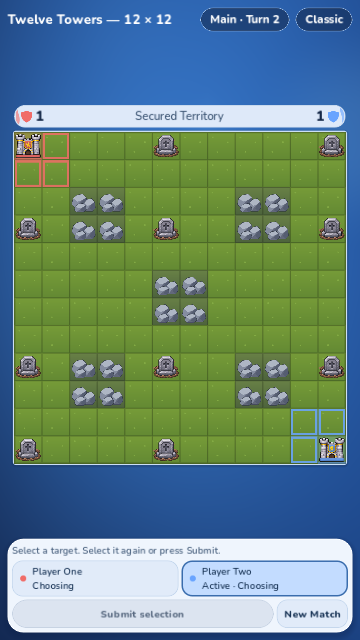 Twelve Towers — 12 × 12
Main · Turn 2
Classic
1
Secured Territory
1
Select a target. Select it again or press Submit.
Player One
Choosing
Player Two
Active · Choosing
Submit selection
New Match